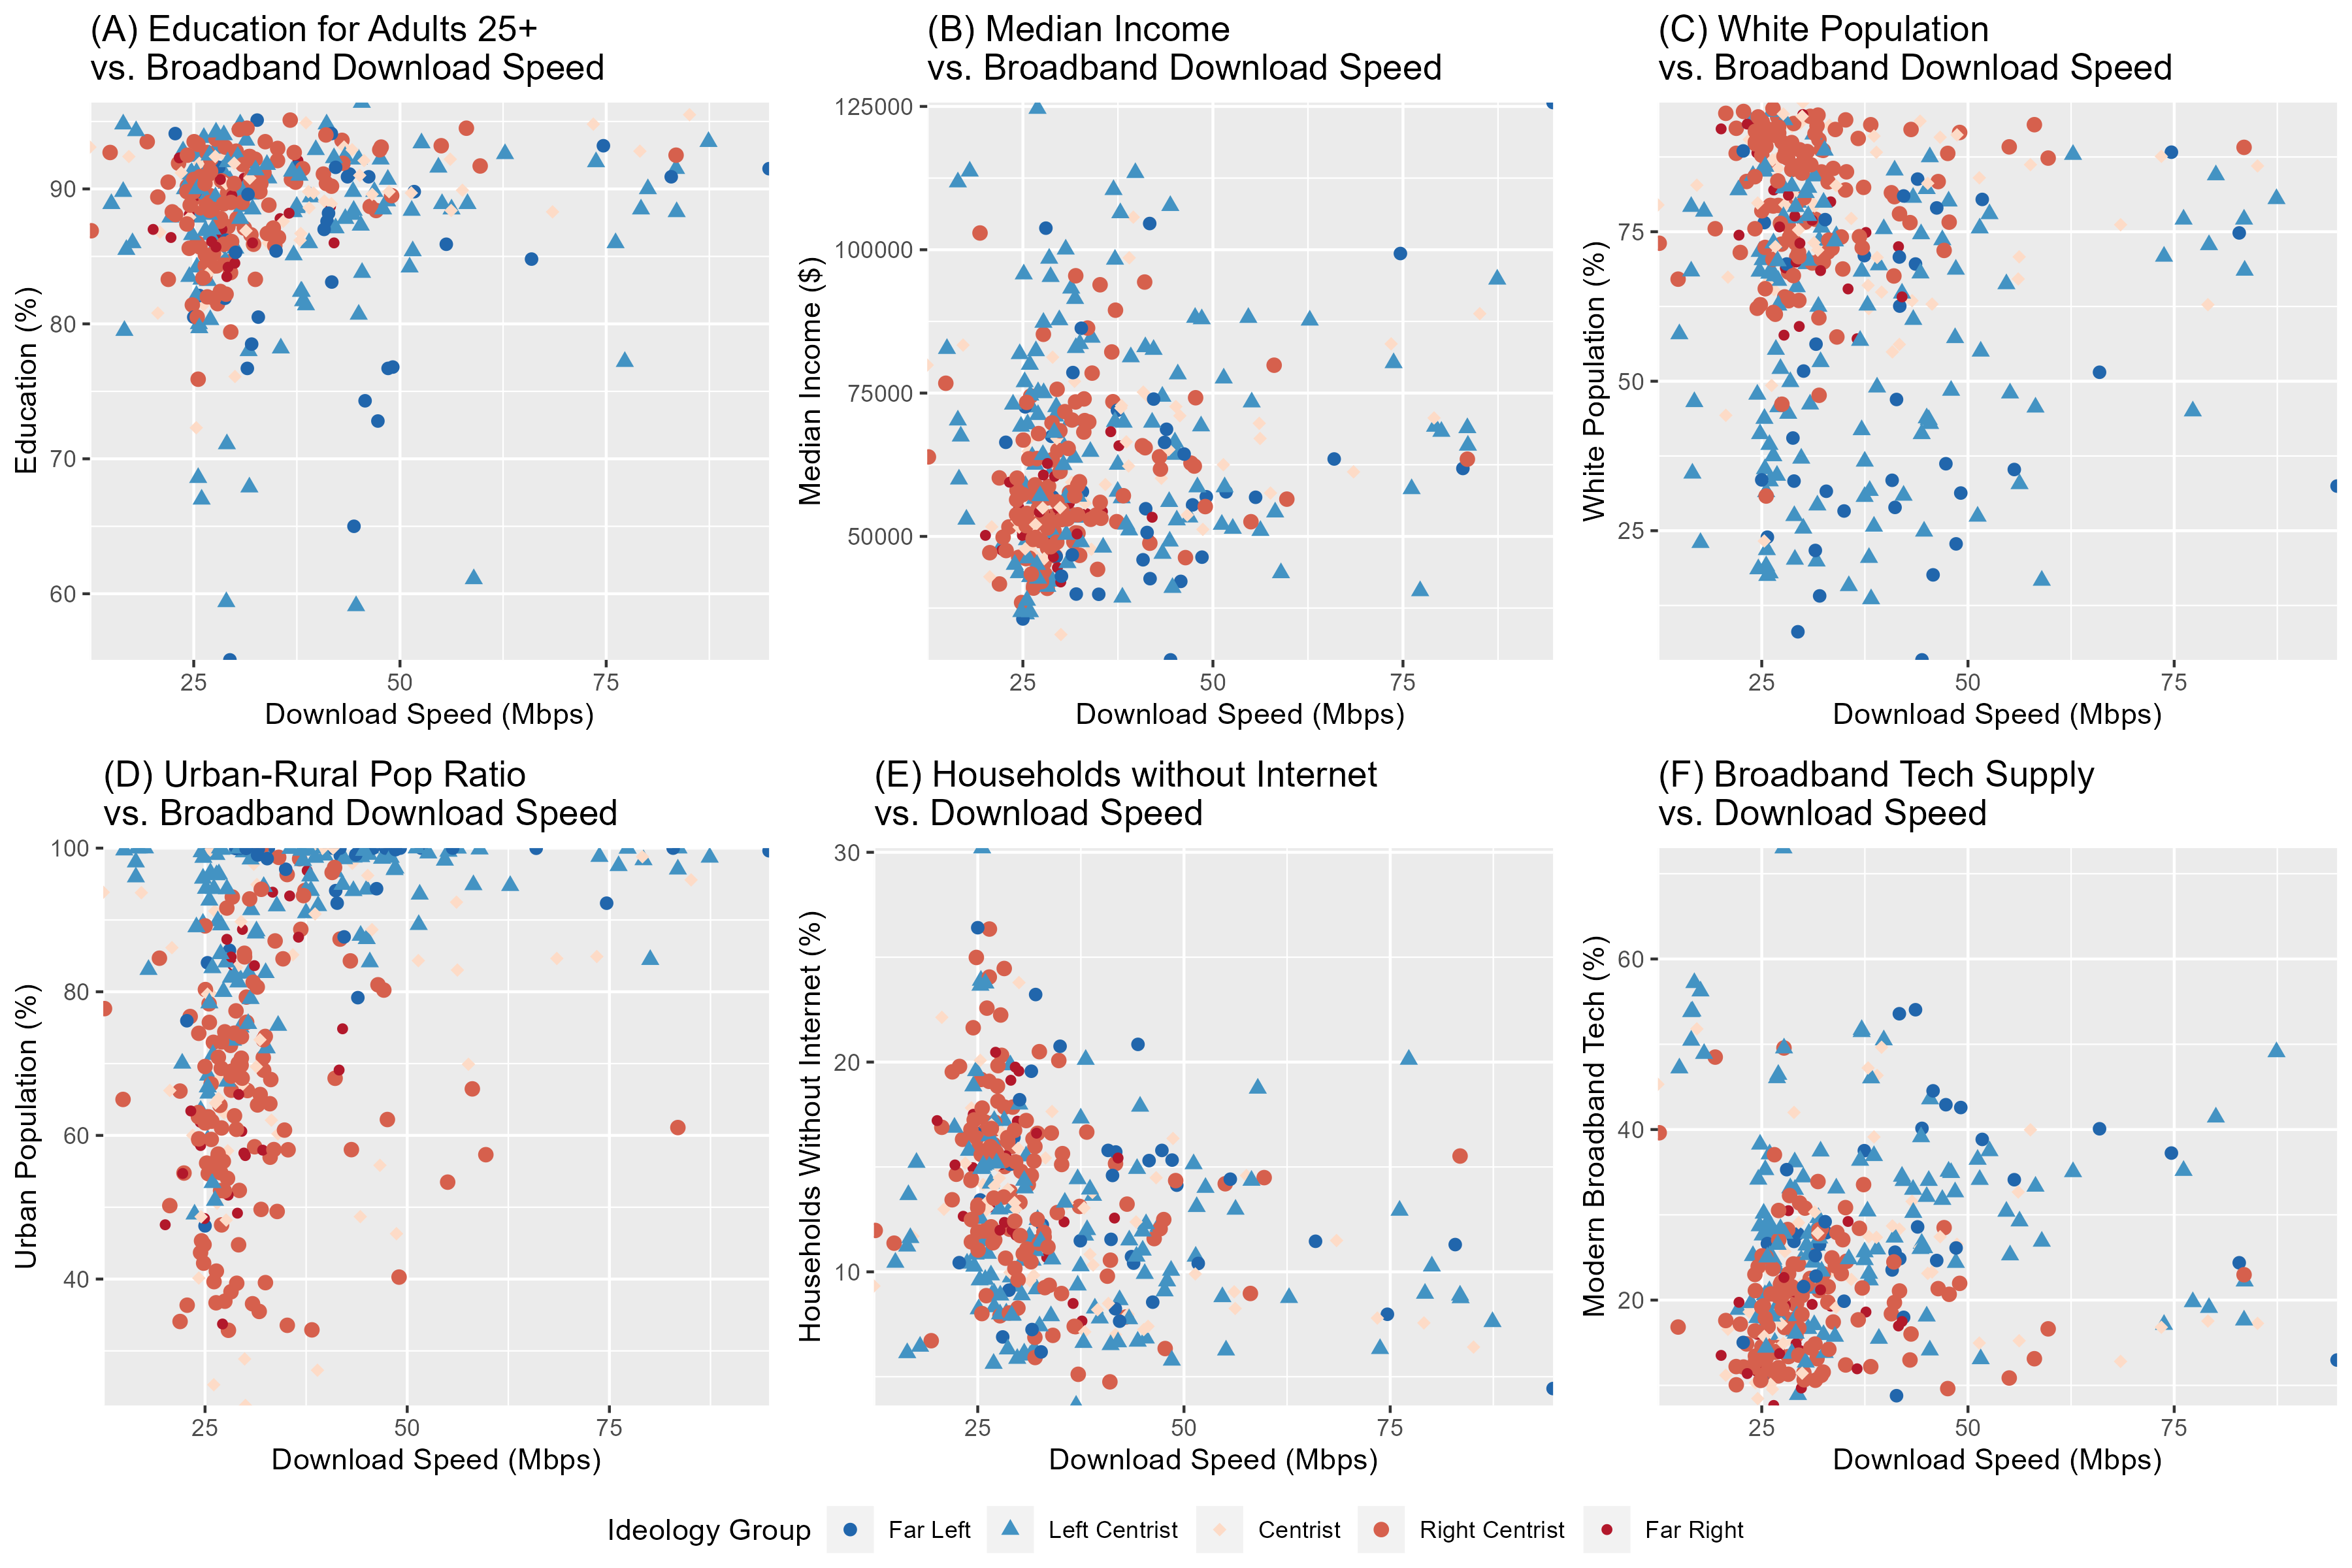 (A) Education for Adults 25+
vs. Broadband Download Speed
Education (%)
90
80
70
60
25
50
75
Download Speed (Mbps)
(B) Median Income
vs. Broadband Download Speed
Median Income ($)
125000
100000
75000
50000
25
50
75
Download Speed (Mbps)
(C) White Population
vs. Broadband Download Speed
White Population (%)
75
50
25
25
50
75
Download Speed (Mbps)
(D) Urban-Rural Pop Ratio
vs. Broadband Download Speed
Urban Population (%)
100
80
60
40
25
50
75
Download Speed (Mbps)
(E) Households without Internet
vs. Download Speed
Households Without Internet (%)
30
20
10
25
50
75
Download Speed (Mbps)
(F) Broadband Tech Supply
vs. Download Speed
Modern Broadband Tech (%)
60
40
20
25
50
75
Download Speed (Mbps)
Ideology Group
Far Left
Left Centrist
Centrist
Right Centrist
Far Right